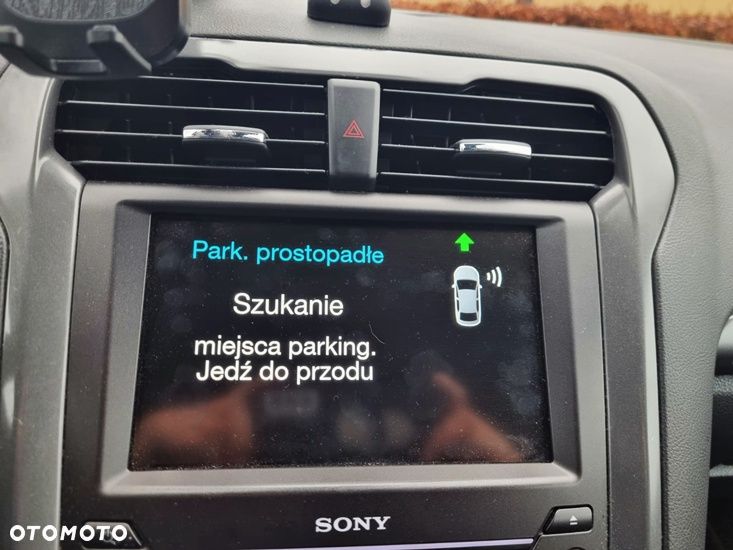 Park. prostopadłe
Szukanie
miejsca parking.
Jedź do przodu
SONY
OTOMOTO